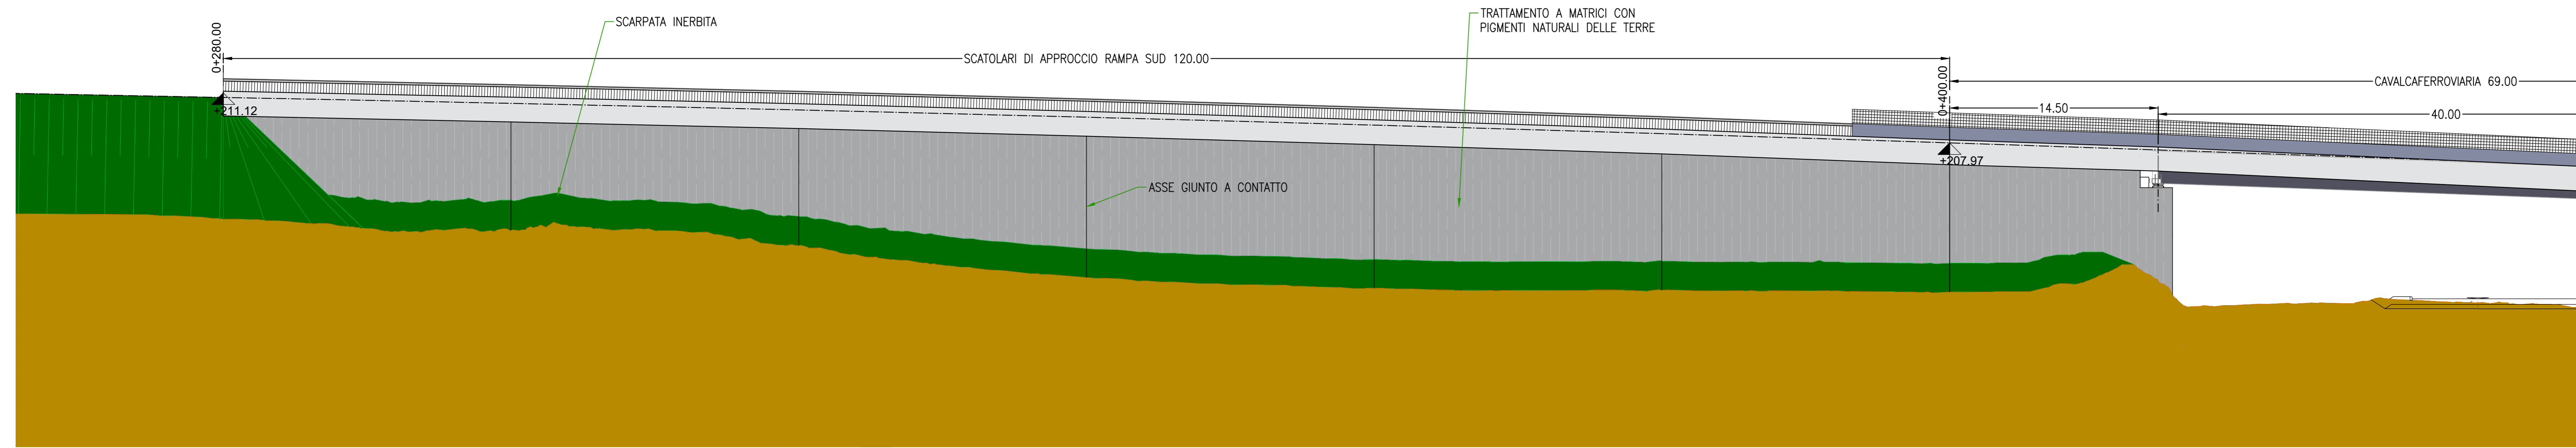 0+280.00
SCARPATA INERBITA
TRATTAMENTO A MATRICI CON
PIGMENTI NATURALI DELLE TERRE
SCATOLARI DI APPROCCIO RAMPA SUD 120.00
0+400.00
CAVALCAFERROVIARIA 69.00
14.50
40.00
+211.12
+207.97
ASSE GIUNTO A CONTATTO